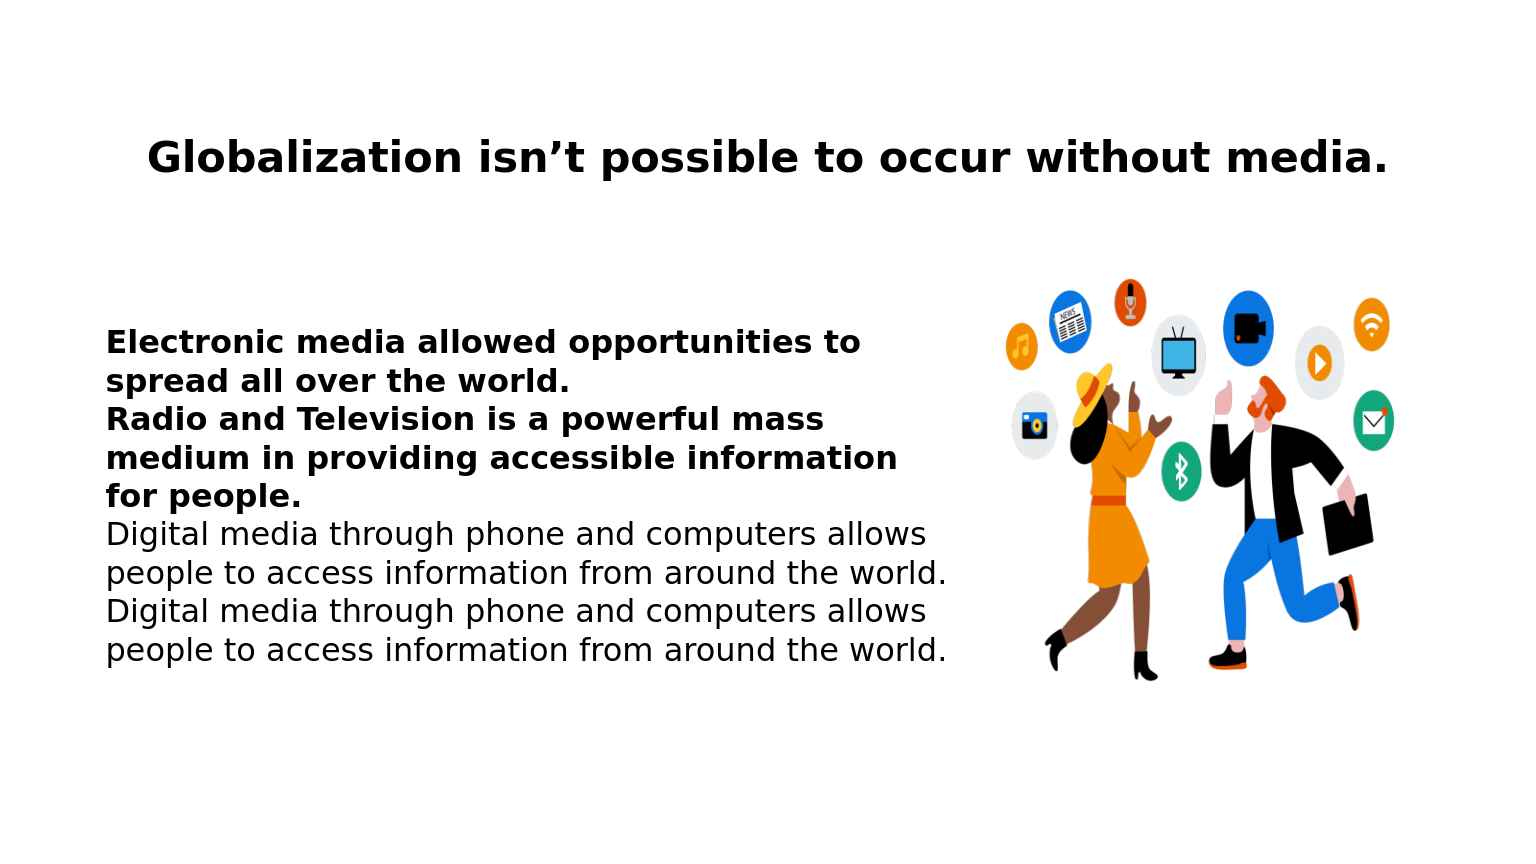 Globalization isn’t possible to occur without media.
Electronic media allowed opportunities to
spread all over the world.
Radio and Television is a powerful mass
medium in providing accessible information
for people.
Digital media through phone and computers allows
people to access information from around the world.
Digital media through phone and computers allows
people to access information from around the world.
NEWS